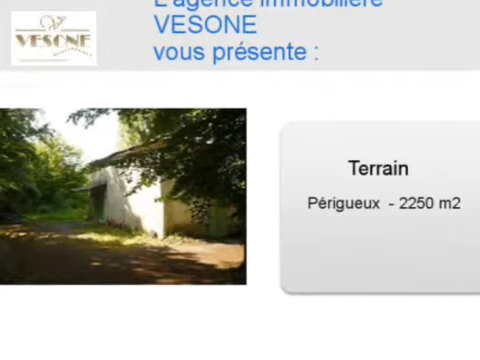 L'agence immobilière
VESONE
vous présente :
VESONE
Terrain
Périgueux - 2250 m2